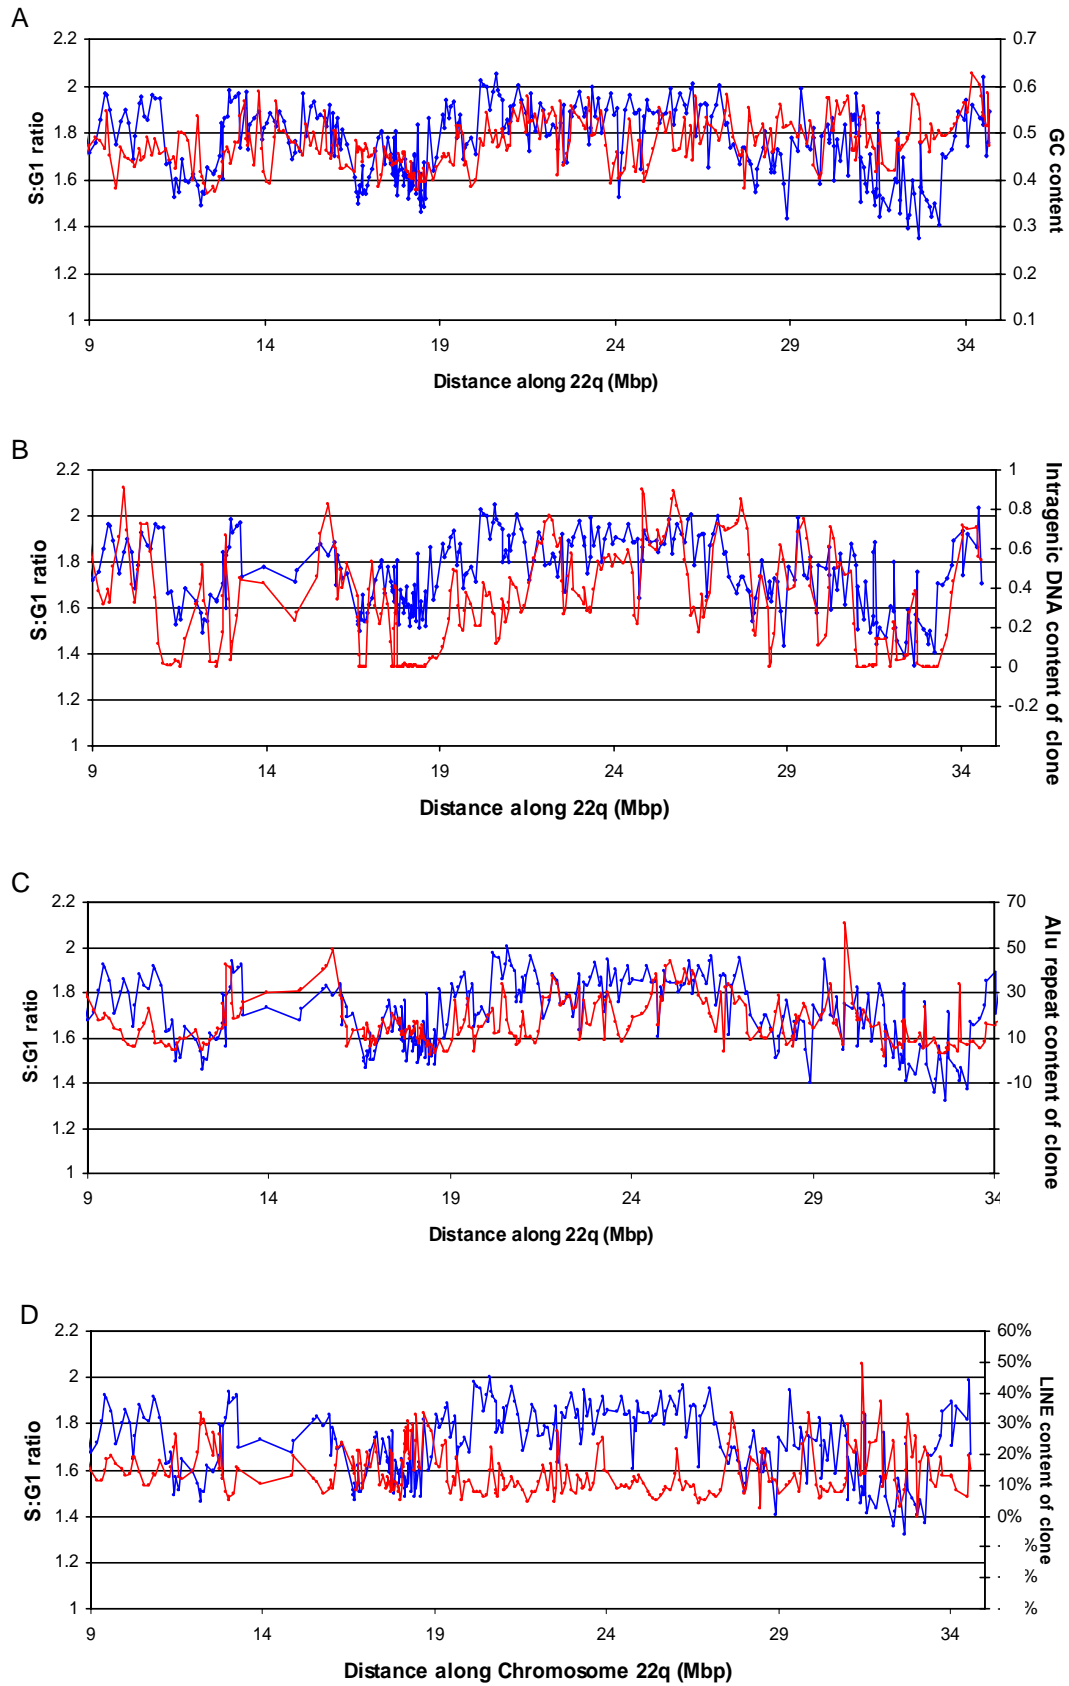 A
2.2
2
1.8
1.6
1.4
1.2
1
S:G1 ratio
0.7
0.6
0.5
0.4
0.3
0.2
0.1
GC content
9 14 19 24 29 34
Distance along 22q (Mbp)
B
2.2
2
1.8
1.6
1.4
1.2
1
S:G1 ratio
1
0.8
0.6
0.4
0.2
0
-0.2
Intragenic DNA content of clone
9 14 19 24 29 34
Distance along 22q (Mbp)
C
2.2
2
1.8
1.6
1.4
1.2
1
S:G1 ratio
70
50
30
10
-10
Alu repeat content of clone
9 14 19 24 29 34
Distance along 22q (Mbp)
D
2.2
2
1.8
1.6
1.4
1.2
1
S:G1 ratio
60%
50%
40%
30%
20%
10%
0%
%
%
%
LINE content of clone
9 14 19 24 29 34
Distance along Chromosome 22q (Mbp)